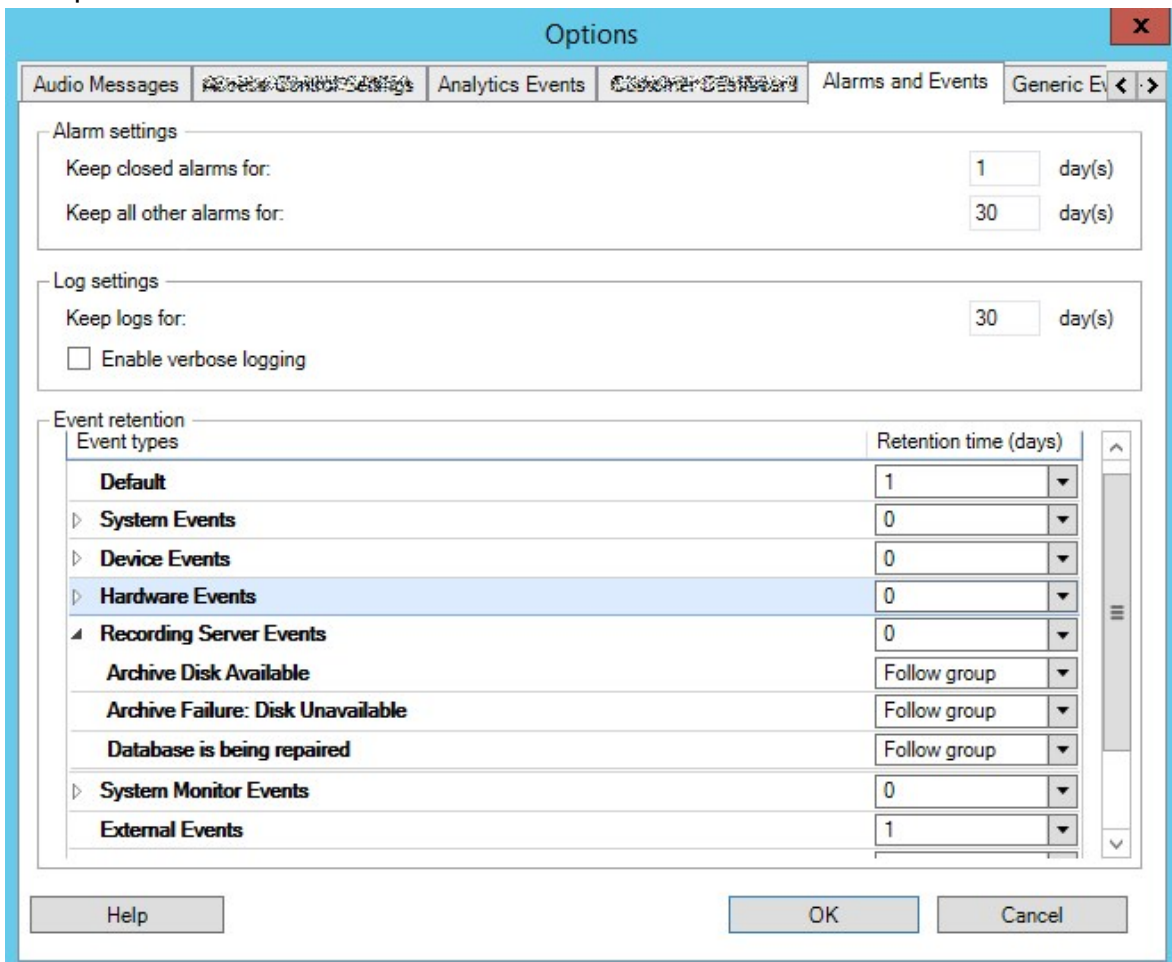 Options
x
Audio Messages Analytics Events Alarms and Events Generic Ev
Alarm settings
Keep closed alarms for: 1 day(s)
Keep all other alarms for: 30 day(s)
Log settings
Keep logs for: 30 day(s)
Enable verbose logging
Event retention
Event types Retention time (days)
Default 1
System Events 0
Device Events 0
Hardware Events 0
Recording Server Events 0
Archive Disk Available Follow group
Archive Failure: Disk Unavailable Follow group
Database is being repaired Follow group
System Monitor Events 0
External Events 1
Help OK Cancel